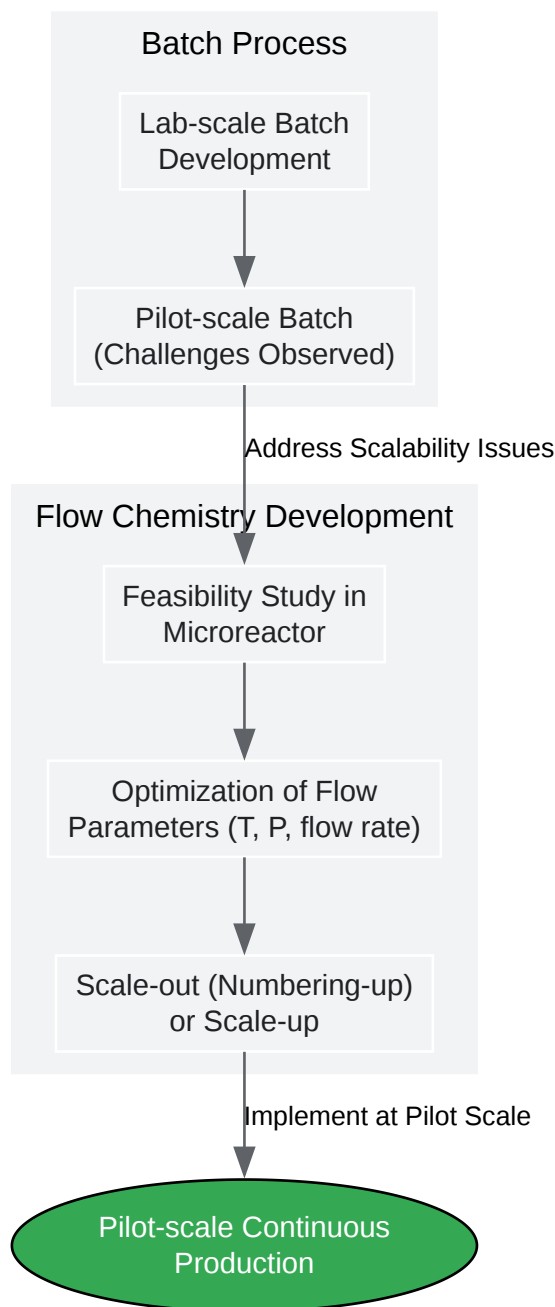 Batch Process
Lab-scale Batch
Development
Pilot-scale Batch
(Challenges Observed)
Address Scalability Issues
Flow Chemistry Development
Feasibility Study in
Microreactor
Optimization of Flow
Parameters (T, P, flow rate)
Scale-out (Numbering-up)
or Scale-up
Implement at Pilot Scale
Pilot-scale Continuous
Production